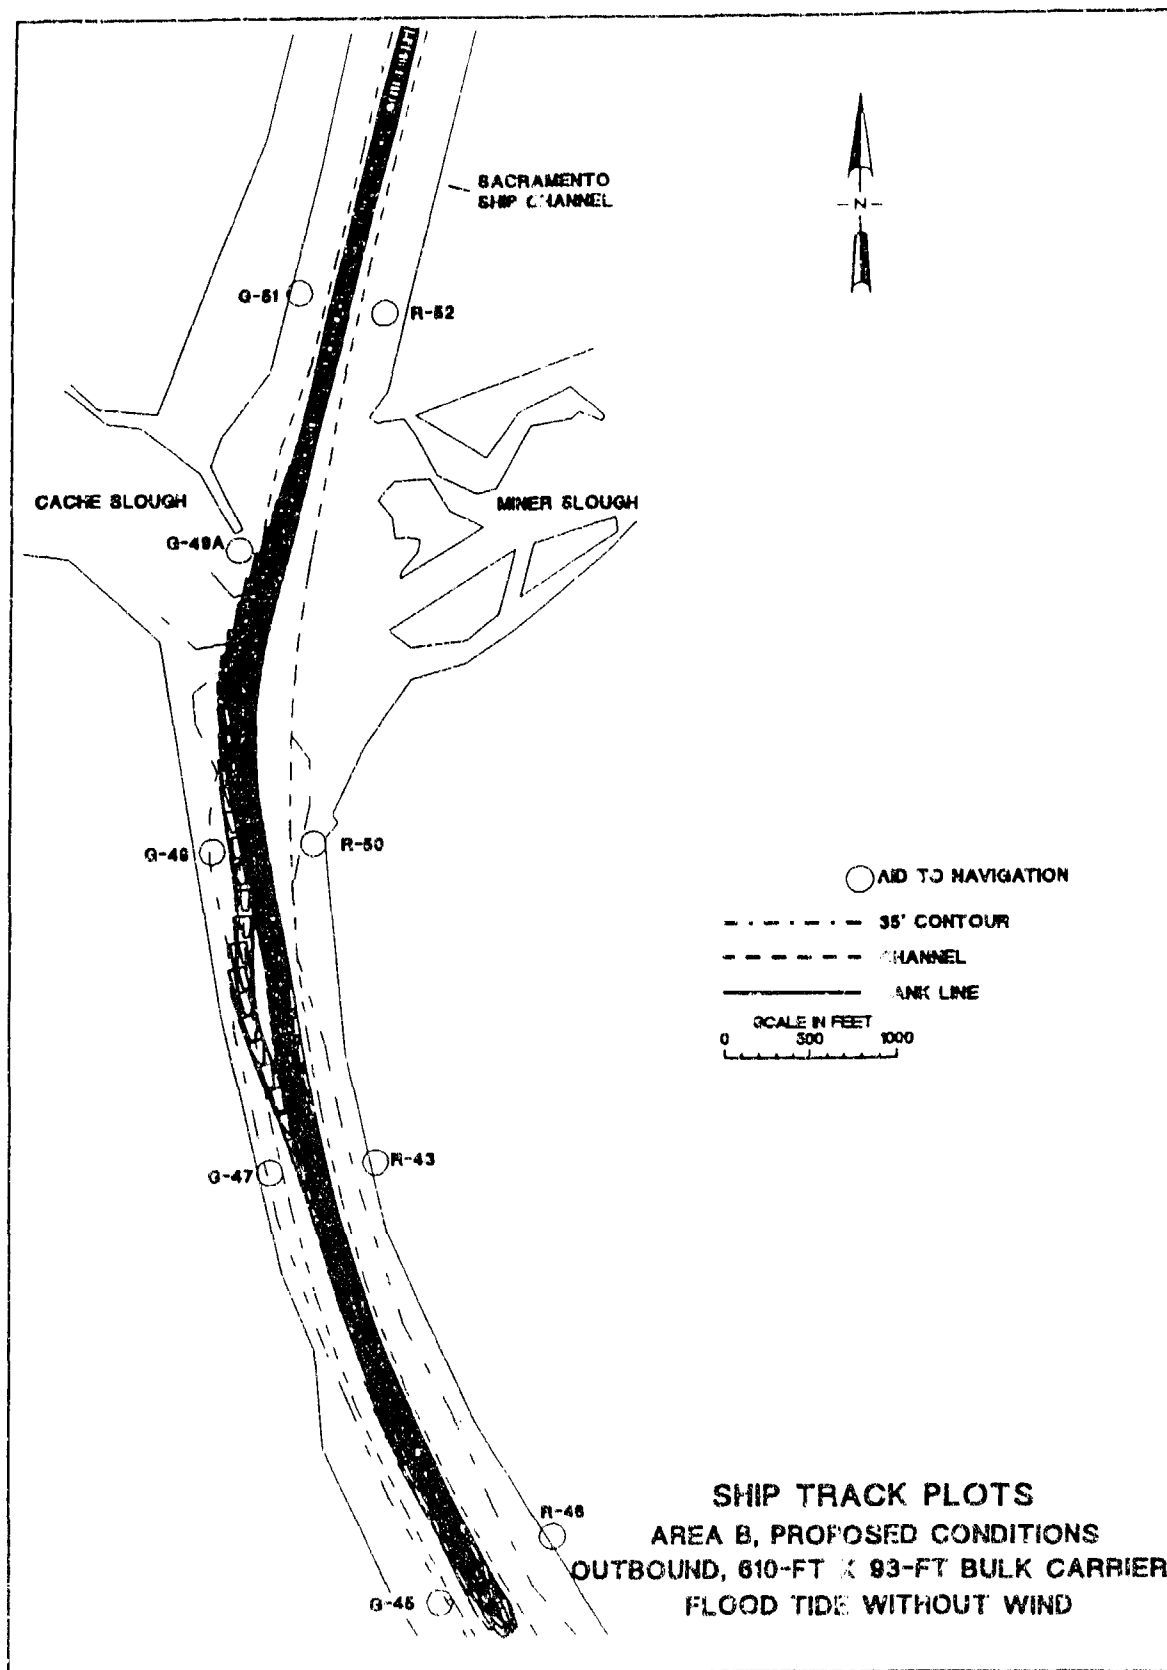 SACRAMENTO
SHIP CHANNEL
N
G-51
R-52
CACHE SLOUGH
MINER SLOUGH
G-49A
G-49
R-50
AID TO NAVIGATION
35' CONTOUR
CHANNEL
BANK LINE
SCALE IN FEET
0 500 1000
G-47
R-43
R-46
G-45
SHIP TRACK PLOTS
AREA B, PROPOSED CONDITIONS
OUTBOUND, 610-FT X 93-FT BULK CARRIER
FLOOD TIDE WITHOUT WIND